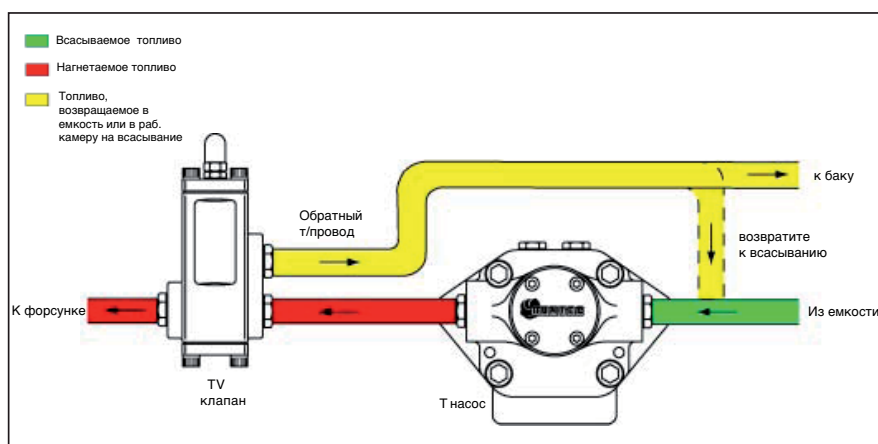 Всасываемое топливо
Нагнетаемое топливо
Топливо,
возвращаемое в
емкость или в раб.
камеру на всасывание
к баку
Обратный
т/провод
возвратите
к всасыванию
К форсунке
SUNTEC
Из емкости
TV
клапан
Т насос